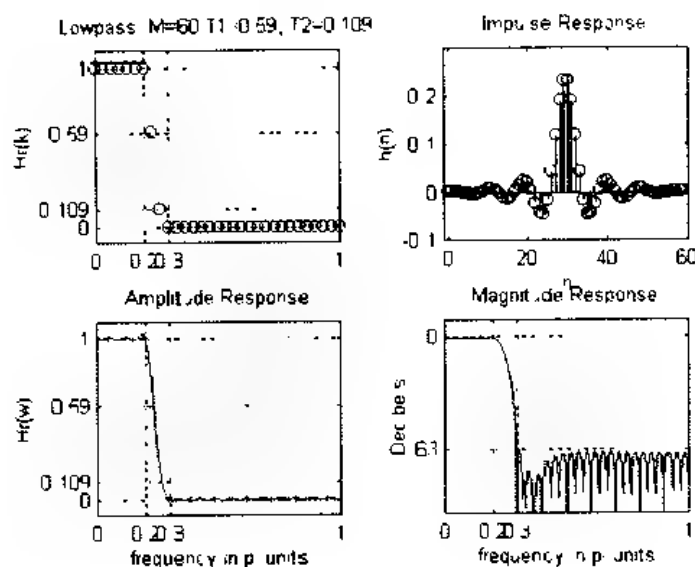 Lowpass M=60 T1=0.59, T2=0.109
Hr(k)
1
0.59
0.109
0
0 0.2 0.3 1
Impulse Response
h(n)
0.2
0.1
0
-0.1
0 20 40 60
n
Amplitude Response
Hr(w)
1
0.59
0.109
0
0 0.2 0.3 1
frequency in pi units
Magnitude Response
Decibels
0
63
0 0.2 0.3 1
frequency in pi units